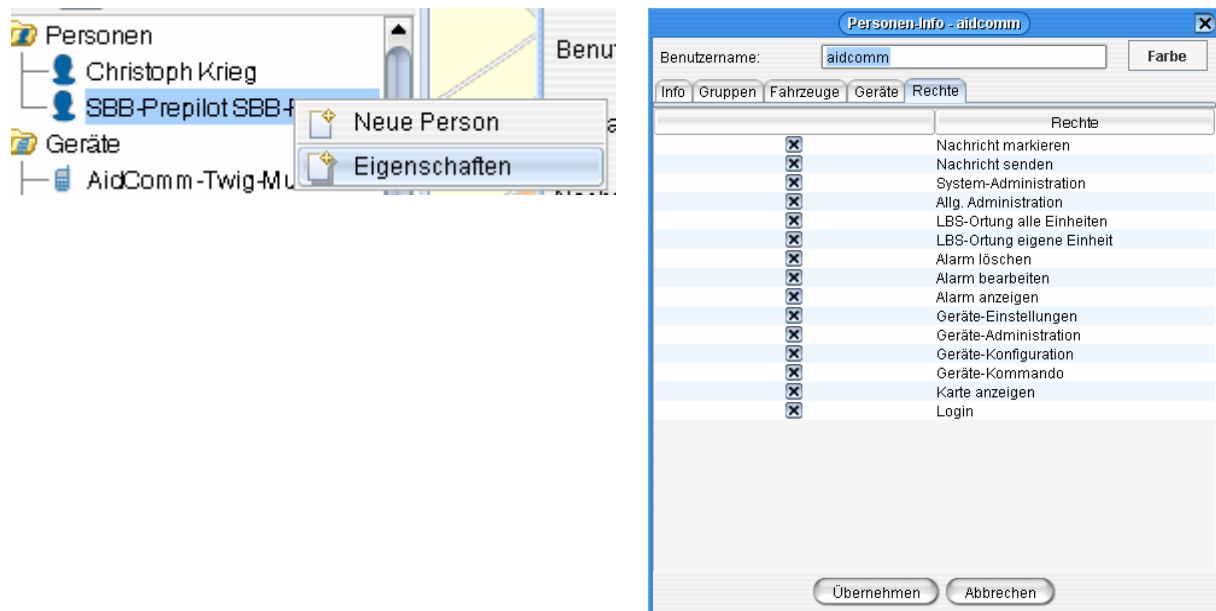 Personen
Christoph Krieg
SBB-Prepilot SBB-
Neue Person
Geräte
Eigenschaften
AidComm-Twig-Mu
Benu
Personen-Info - aidcomm
Benutzername:
aidcomm
Farbe
Info Gruppen Fahrzeuge Geräte Rechte
Rechte
Nachricht markieren
Nachricht senden
System-Administration
Allg. Administration
LBS-Ortung alle Einheiten
LBS-Ortung eigene Einheit
Alarm löschen
Alarm bearbeiten
Alarm anzeigen
Geräte-Einstellungen
Geräte-Administration
Geräte-Konfiguration
Geräte-Kommando
Karte anzeigen
Login
Übernehmen Abbrechen